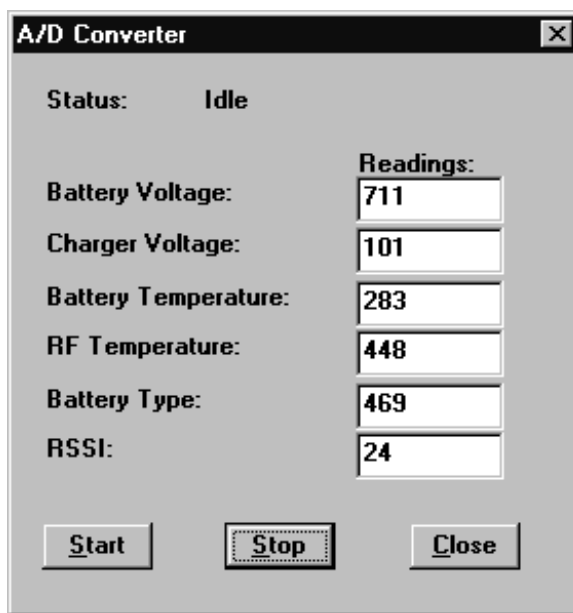 A/D Converter
Status: Idle
Readings:
Battery Voltage: 711
Charger Voltage: 101
Battery Temperature: 283
RF Temperature: 448
Battery Type: 469
RSSI: 24
Start Stop Close